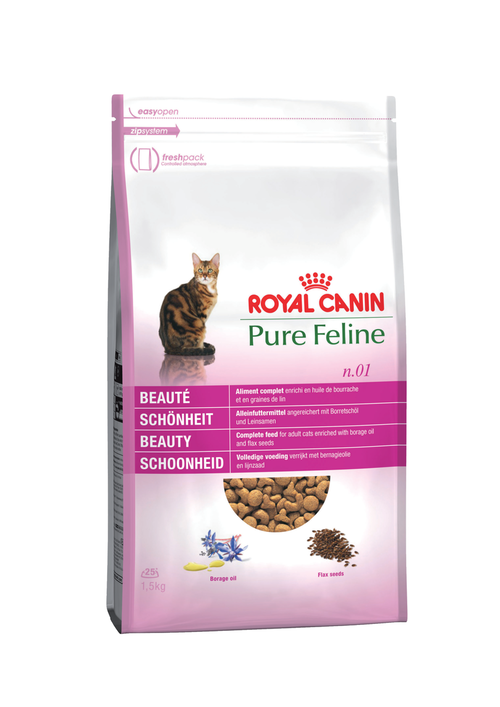 easyopen
zipsystem
freshpack
Controlled atmosphere
ROYAL CANIN
Pure Feline
n.01
BEAUTÉ
Aliment complet enrichi en huile de bourrache
et en graines de lin
SCHÖNHEIT
Alleinfuttermittel angereichert mit Borretschöl
und Leinsamen
BEAUTY
Complete feed for adult cats enriched with borage oil
and flax seeds
SCHOONHEID
Volledige voeding verrijkt met bernagieolie
en lijnzaad
Borage oil
Flax seeds
25
1,5kg